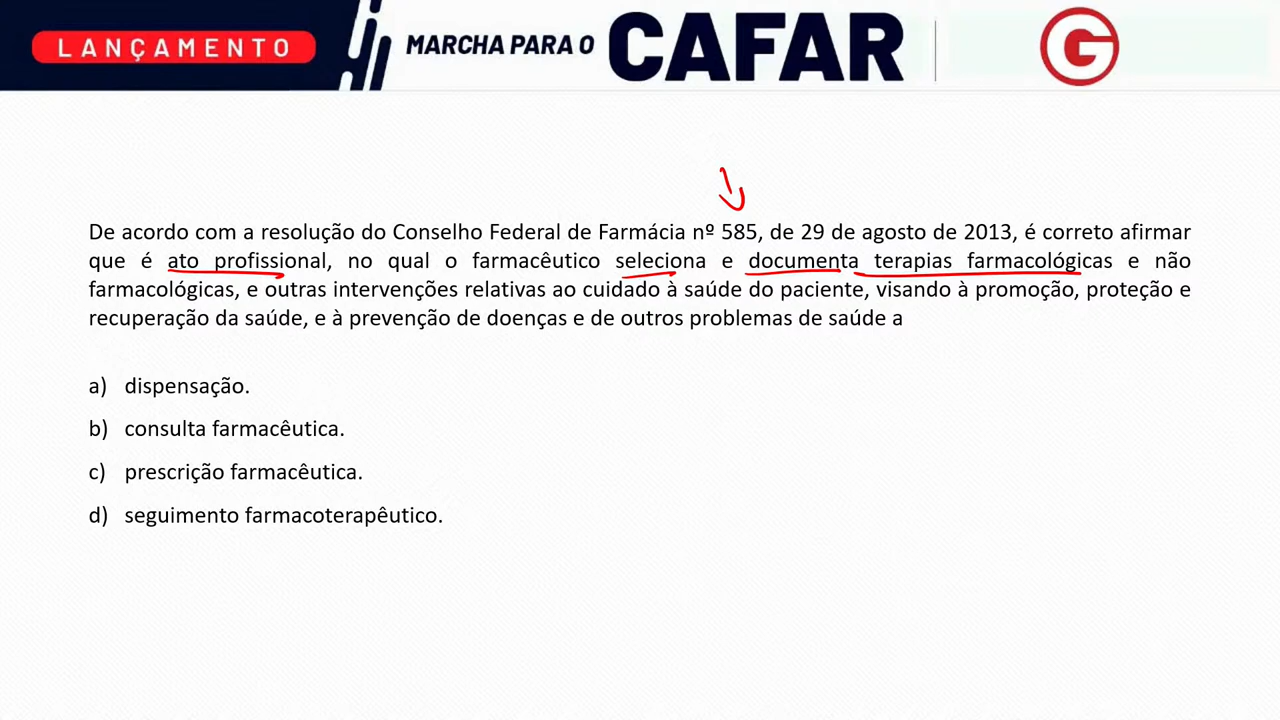 LANÇAMENTO
MARCHA PARA O CAFAR
G
De acordo com a resolução do Conselho Federal de Farmácia nº 585, de 29 de agosto de 2013, é correto afirmar
que é ato profissional, no qual o farmacêutico seleciona e documenta terapias farmacológicas e não
farmacológicas, e outras intervenções relativas ao cuidado à saúde do paciente, visando à promoção, proteção e
recuperação da saúde, e à prevenção de doenças e de outros problemas de saúde a
a) dispensação.
b) consulta farmacêutica.
c) prescrição farmacêutica.
d) seguimento farmacoterapêutico.